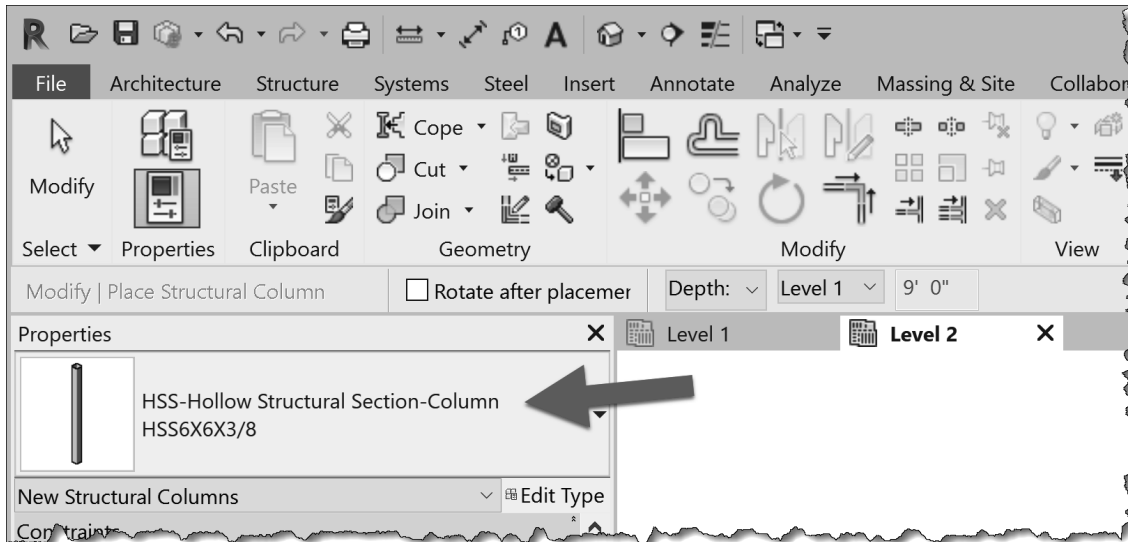 File Architecture Structure Systems Steel Insert Annotate Analyze Massing & Site Collabor
Modify
Paste
Cope
Cut
Join
Select Properties Clipboard Geometry Modify View
Modify | Place Structural Column Rotate after placemer Depth: Level 1 9' 0"
Properties
Level 1 Level 2
HSS-Hollow Structural Section-Column
HSS6X6X3/8
New Structural Columns Edit Type
Constraints